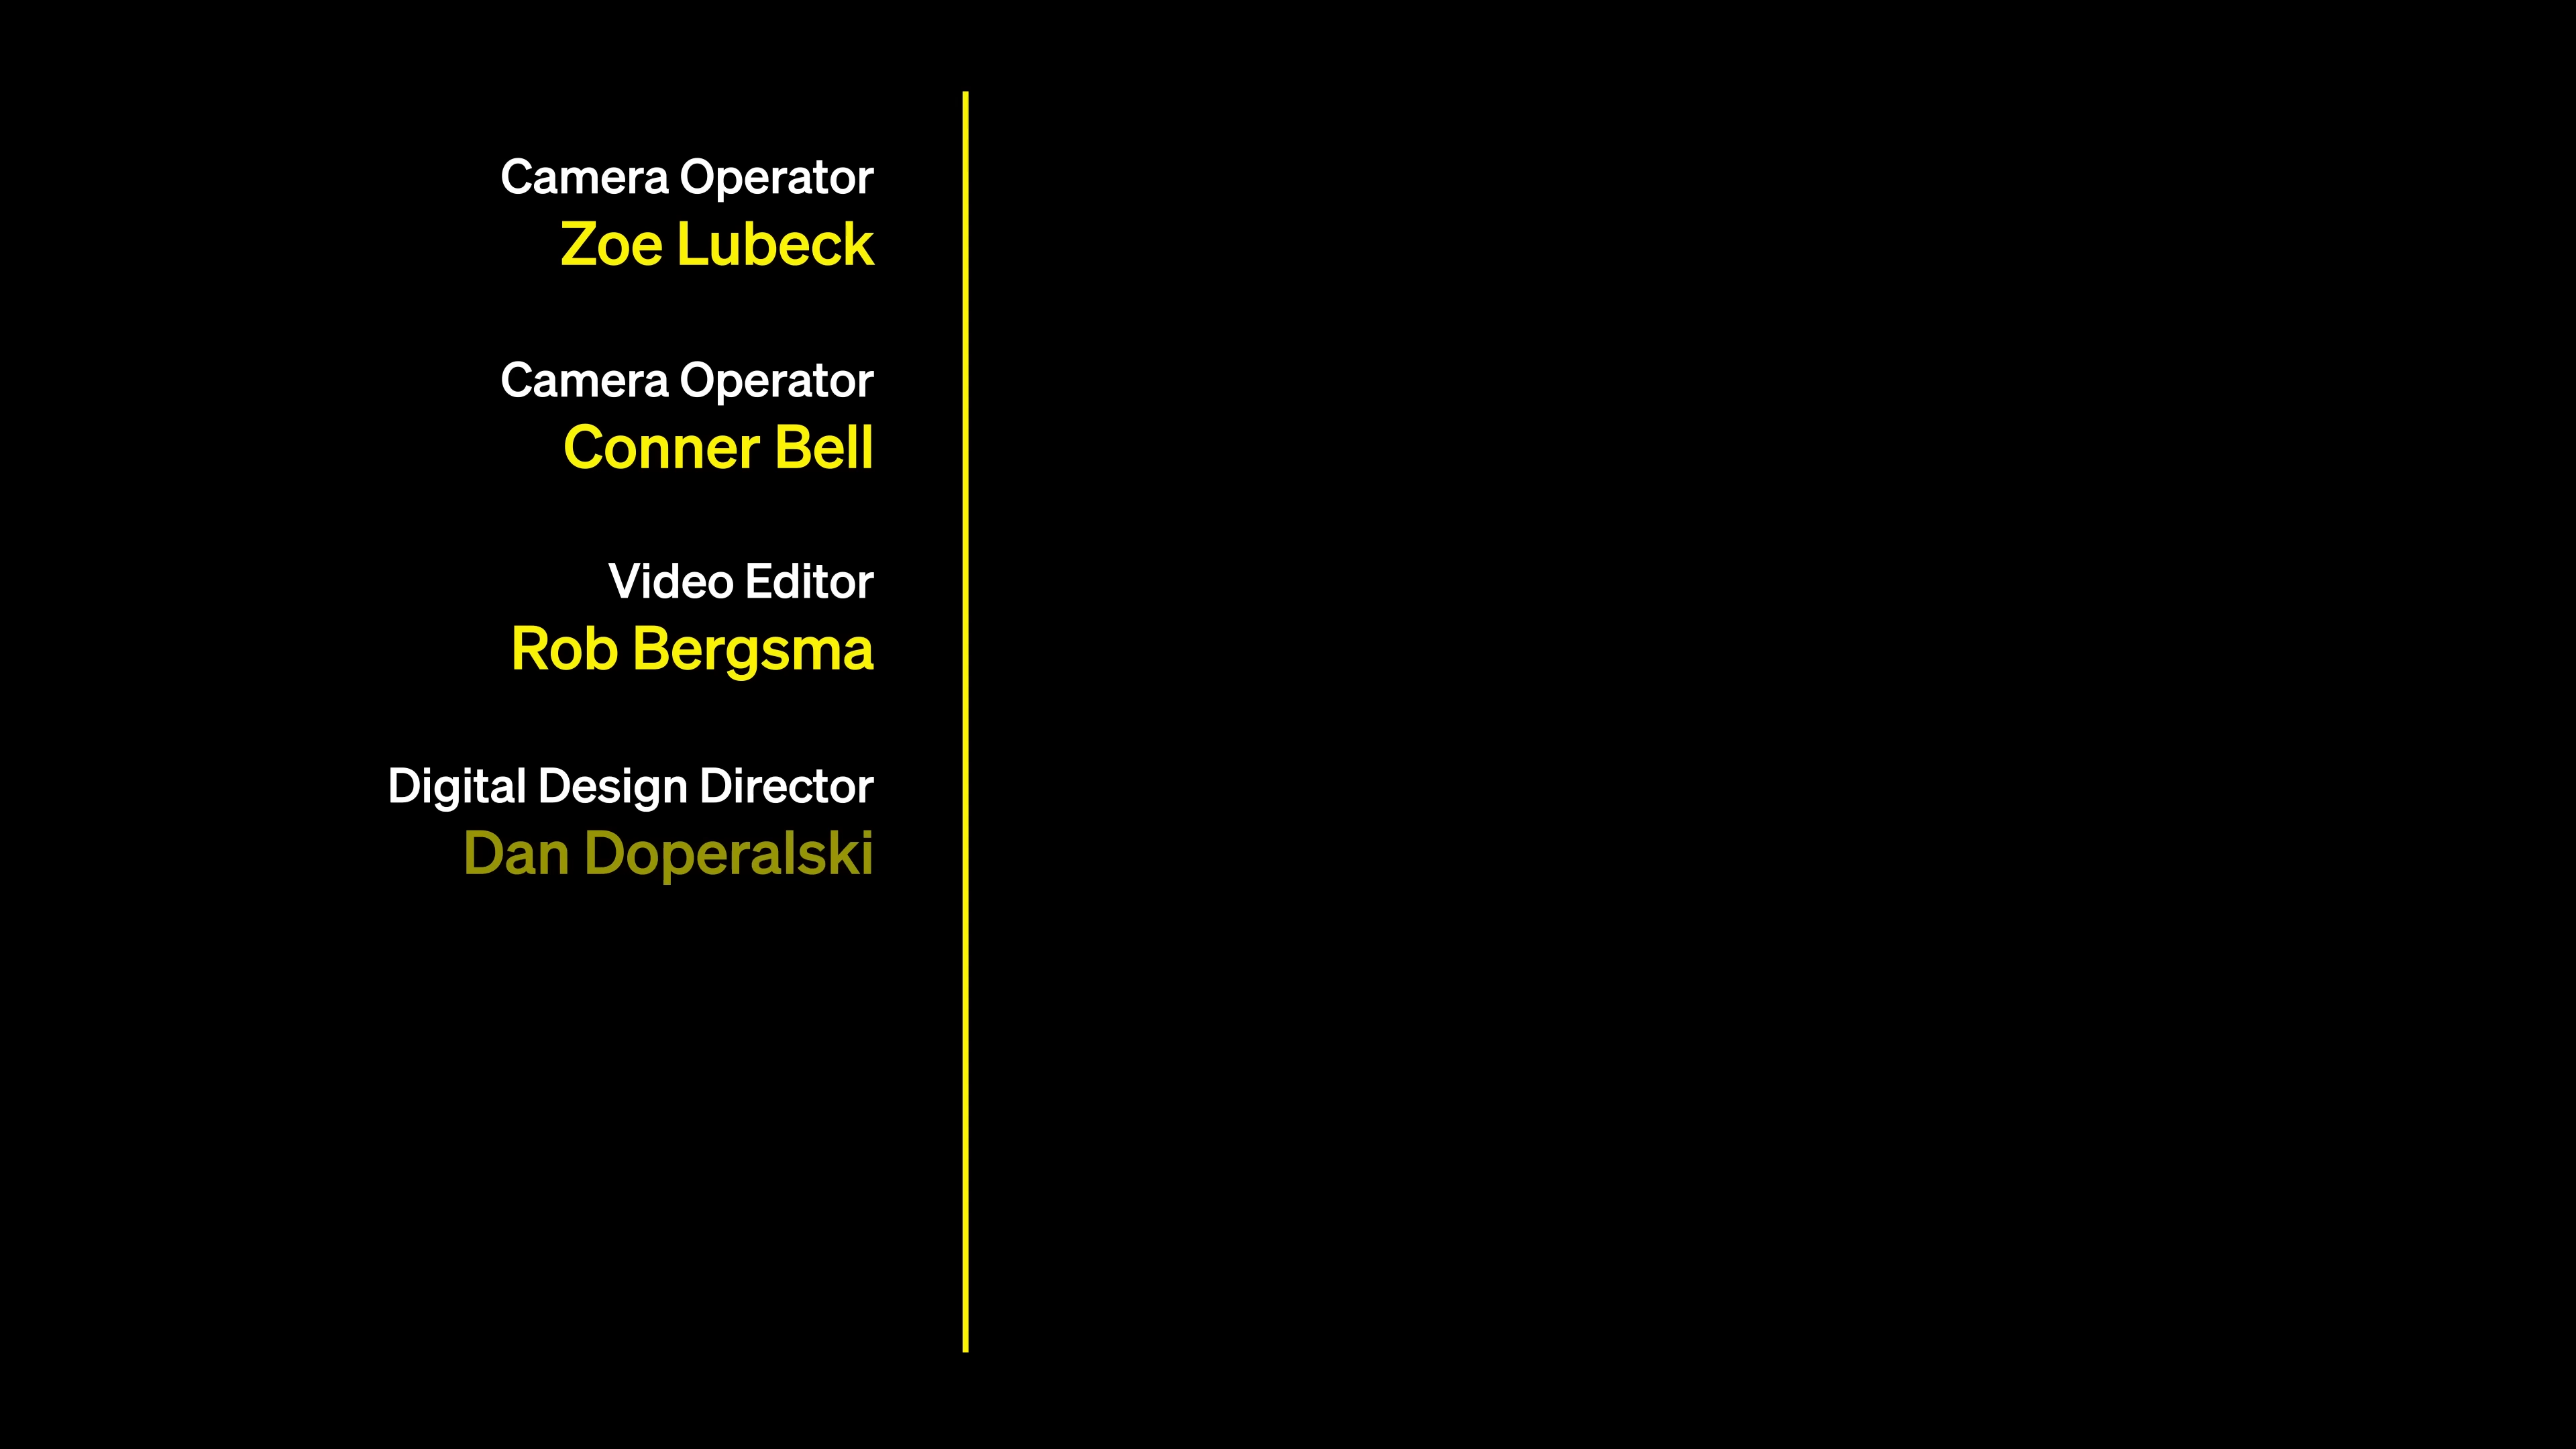 Camera Operator
Zoe Lubeck
Camera Operator
Conner Bell
Video Editor
Rob Bergsma
Digital Design Director
Dan Doperalski